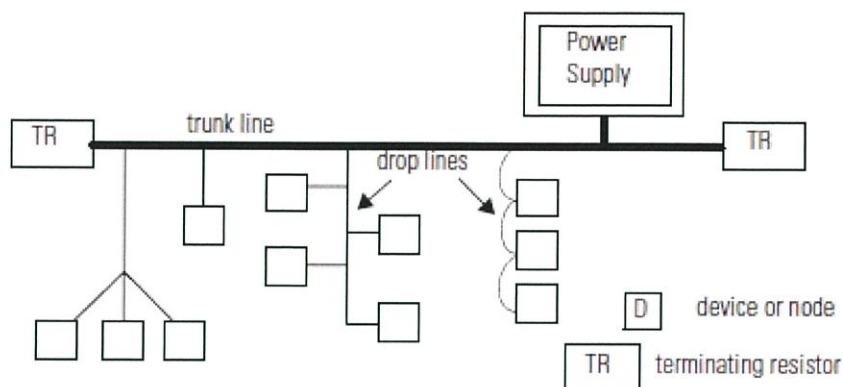 Power
Supply
TR
trunk line
TR
drop lines
D
device or node
TR
terminating resistor